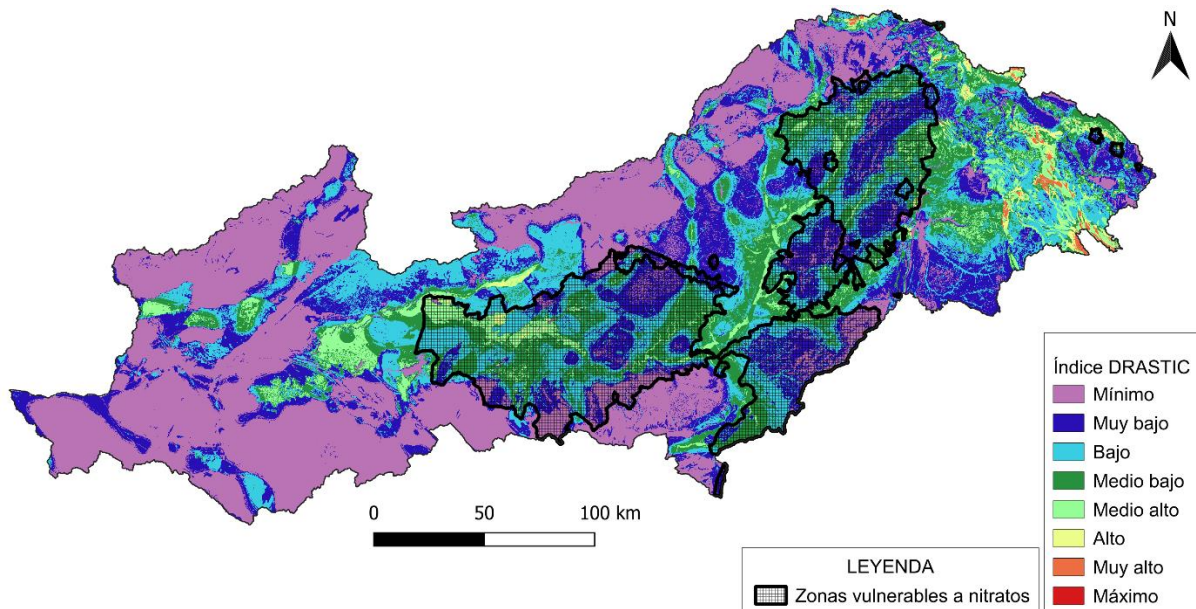 N
0
50
100 km
LEYENDA
Zonas vulnerables a nitratos
Índice DRASTIC
Mínimo
Muy bajo
Bajo
Medio bajo
Medio alto
Alto
Muy alto
Máximo